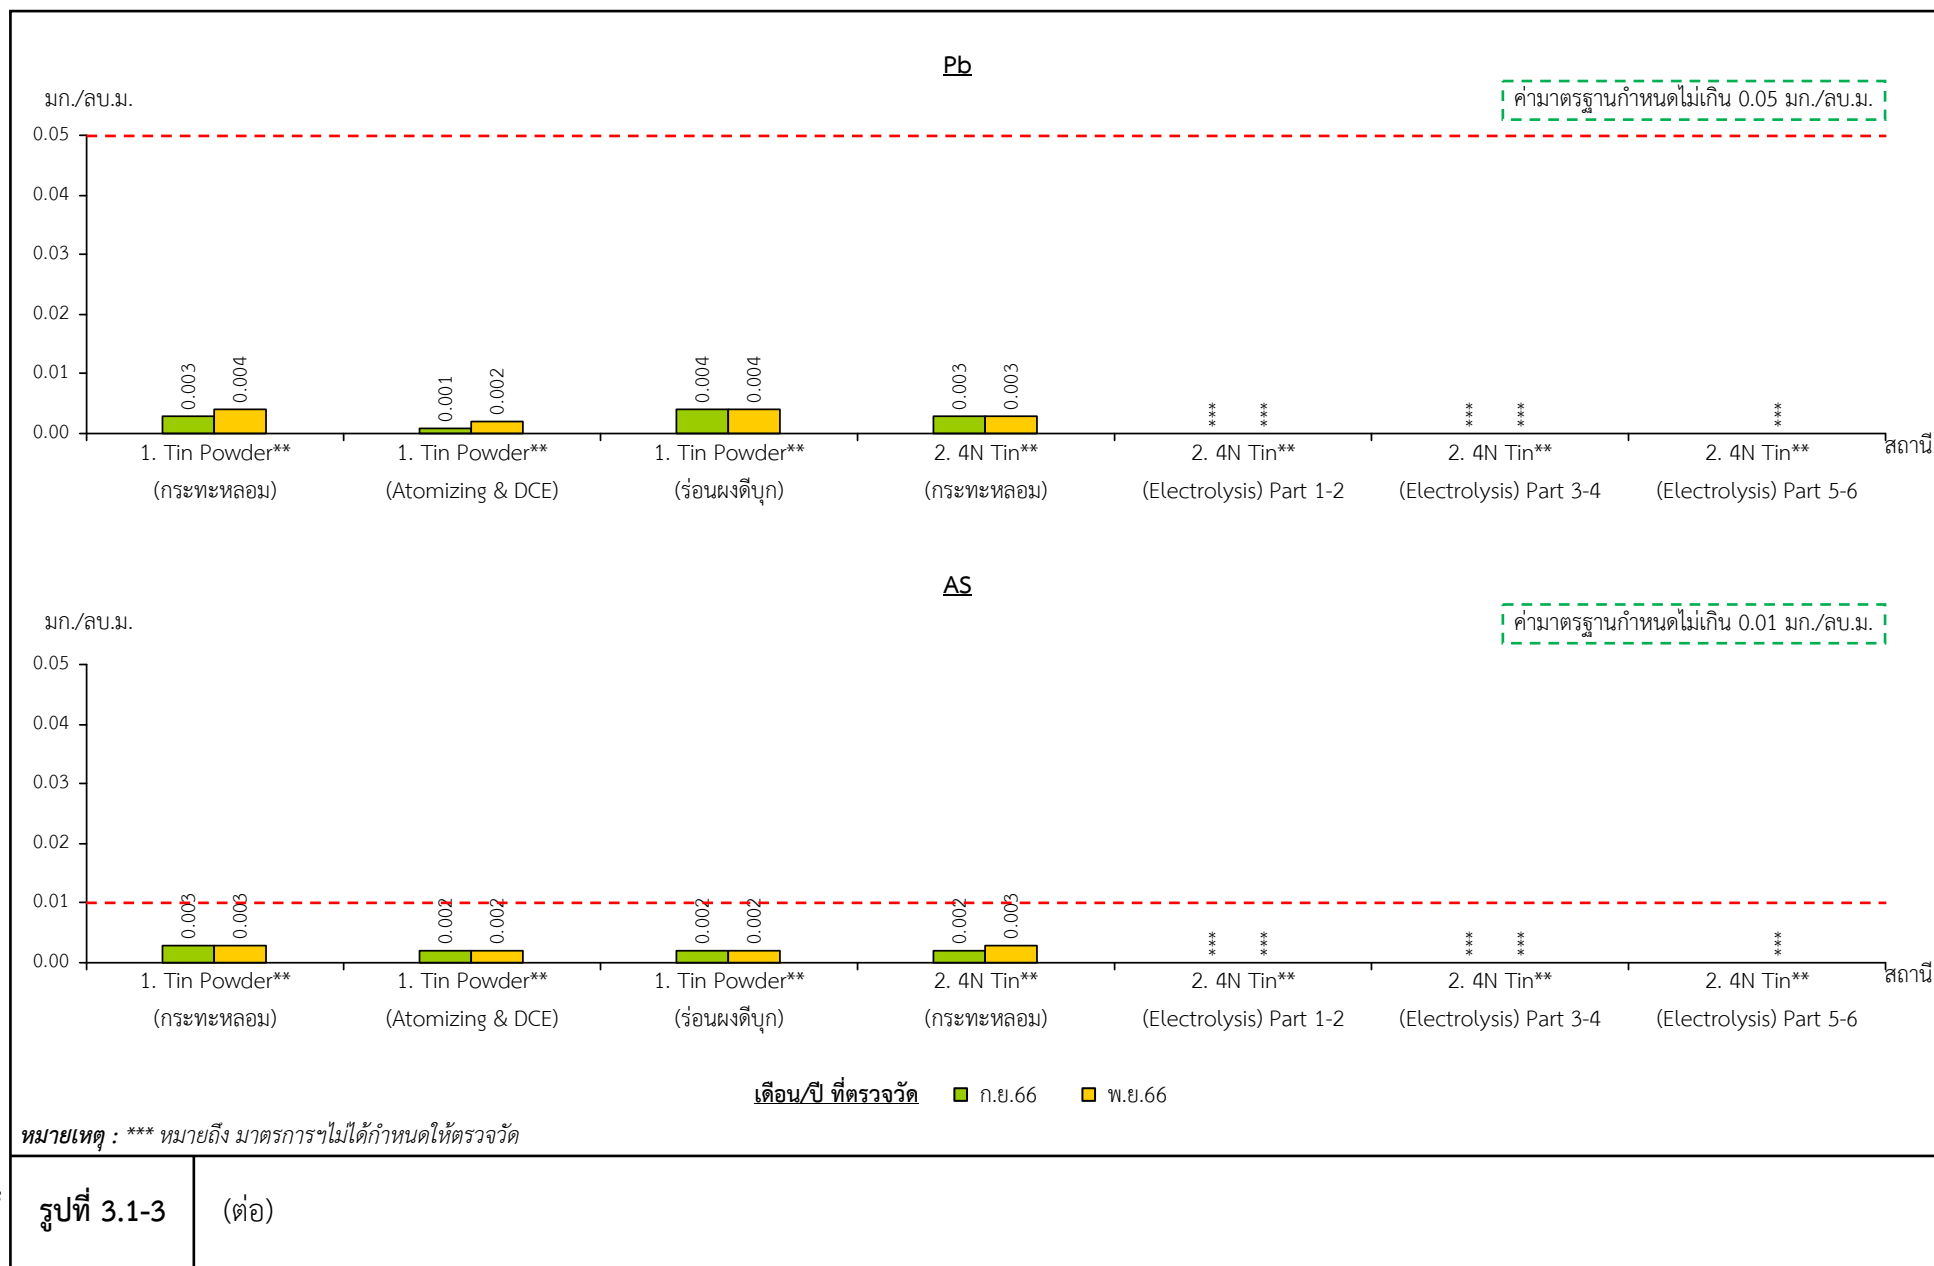 Pb
มก./ลบ.ม.
ค่ามาตรฐานกำหนดไม่เกิน 0.05 มก./ลบ.ม.
0.05
0.04
0.03
0.02
0.01
0.00
0.003 0.004 0.001 0.002 0.004 0.004 0.003 0.003 *** *** *** *** ***
สถานี
1. Tin Powder** 1. Tin Powder** 1. Tin Powder** 2. 4N Tin** 2. 4N Tin** 2. 4N Tin** 2. 4N Tin**
(กระทะหลอม) (Atomizing & DCE) (ร่อนผงดีบุก) (กระทะหลอม) (Electrolysis) Part 1-2 (Electrolysis) Part 3-4 (Electrolysis) Part 5-6
AS
มก./ลบ.ม.
ค่ามาตรฐานกำหนดไม่เกิน 0.01 มก./ลบ.ม.
0.05
0.04
0.03
0.02
0.01
0.00
0.003 0.003 0.002 0.002 0.002 0.002 0.002 0.003 *** *** *** *** ***
สถานี
1. Tin Powder** 1. Tin Powder** 1. Tin Powder** 2. 4N Tin** 2. 4N Tin** 2. 4N Tin** 2. 4N Tin**
(กระทะหลอม) (Atomizing & DCE) (ร่อนผงดีบุก) (กระทะหลอม) (Electrolysis) Part 1-2 (Electrolysis) Part 3-4 (Electrolysis) Part 5-6
เดือน/ปี ที่ตรวจวัด ก.ย.66 พ.ย.66
หมายเหตุ : *** หมายถึง มาตรการฯไม่ได้กำหนดให้ตรวจวัด
รูปที่ 3.1-3 (ต่อ)